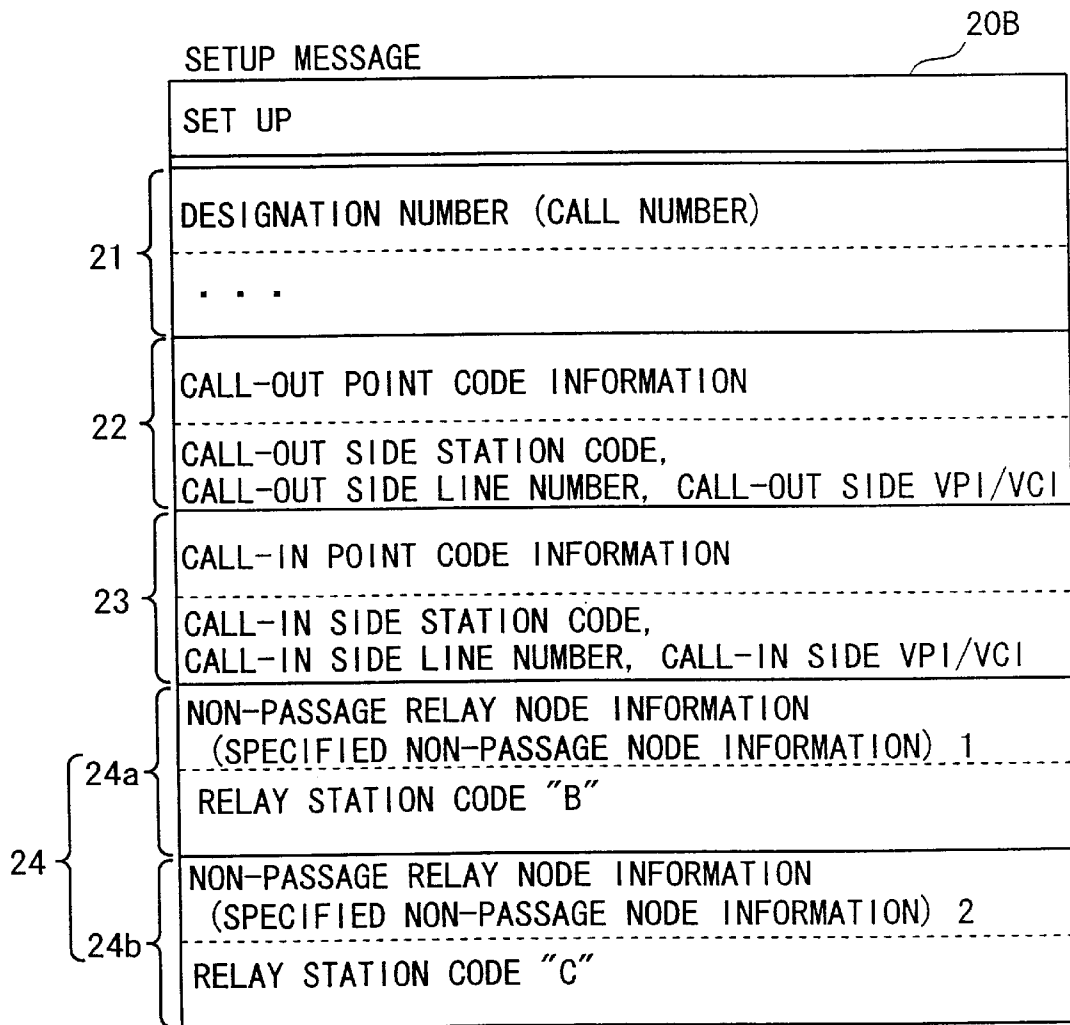 20B
SETUP MESSAGE
SET UP
21
DESIGNATION NUMBER (CALL NUMBER)
. . .
22
CALL-OUT POINT CODE INFORMATION
CALL-OUT SIDE STATION CODE,
CALL-OUT SIDE LINE NUMBER, CALL-OUT SIDE VPI/VCI
23
CALL-IN POINT CODE INFORMATION
CALL-IN SIDE STATION CODE,
CALL-IN SIDE LINE NUMBER, CALL-IN SIDE VPI/VCI
24
24a
NON-PASSAGE RELAY NODE INFORMATION
(SPECIFIED NON-PASSAGE NODE INFORMATION) 1
RELAY STATION CODE "B"
24b
NON-PASSAGE RELAY NODE INFORMATION
(SPECIFIED NON-PASSAGE NODE INFORMATION) 2
RELAY STATION CODE "C"